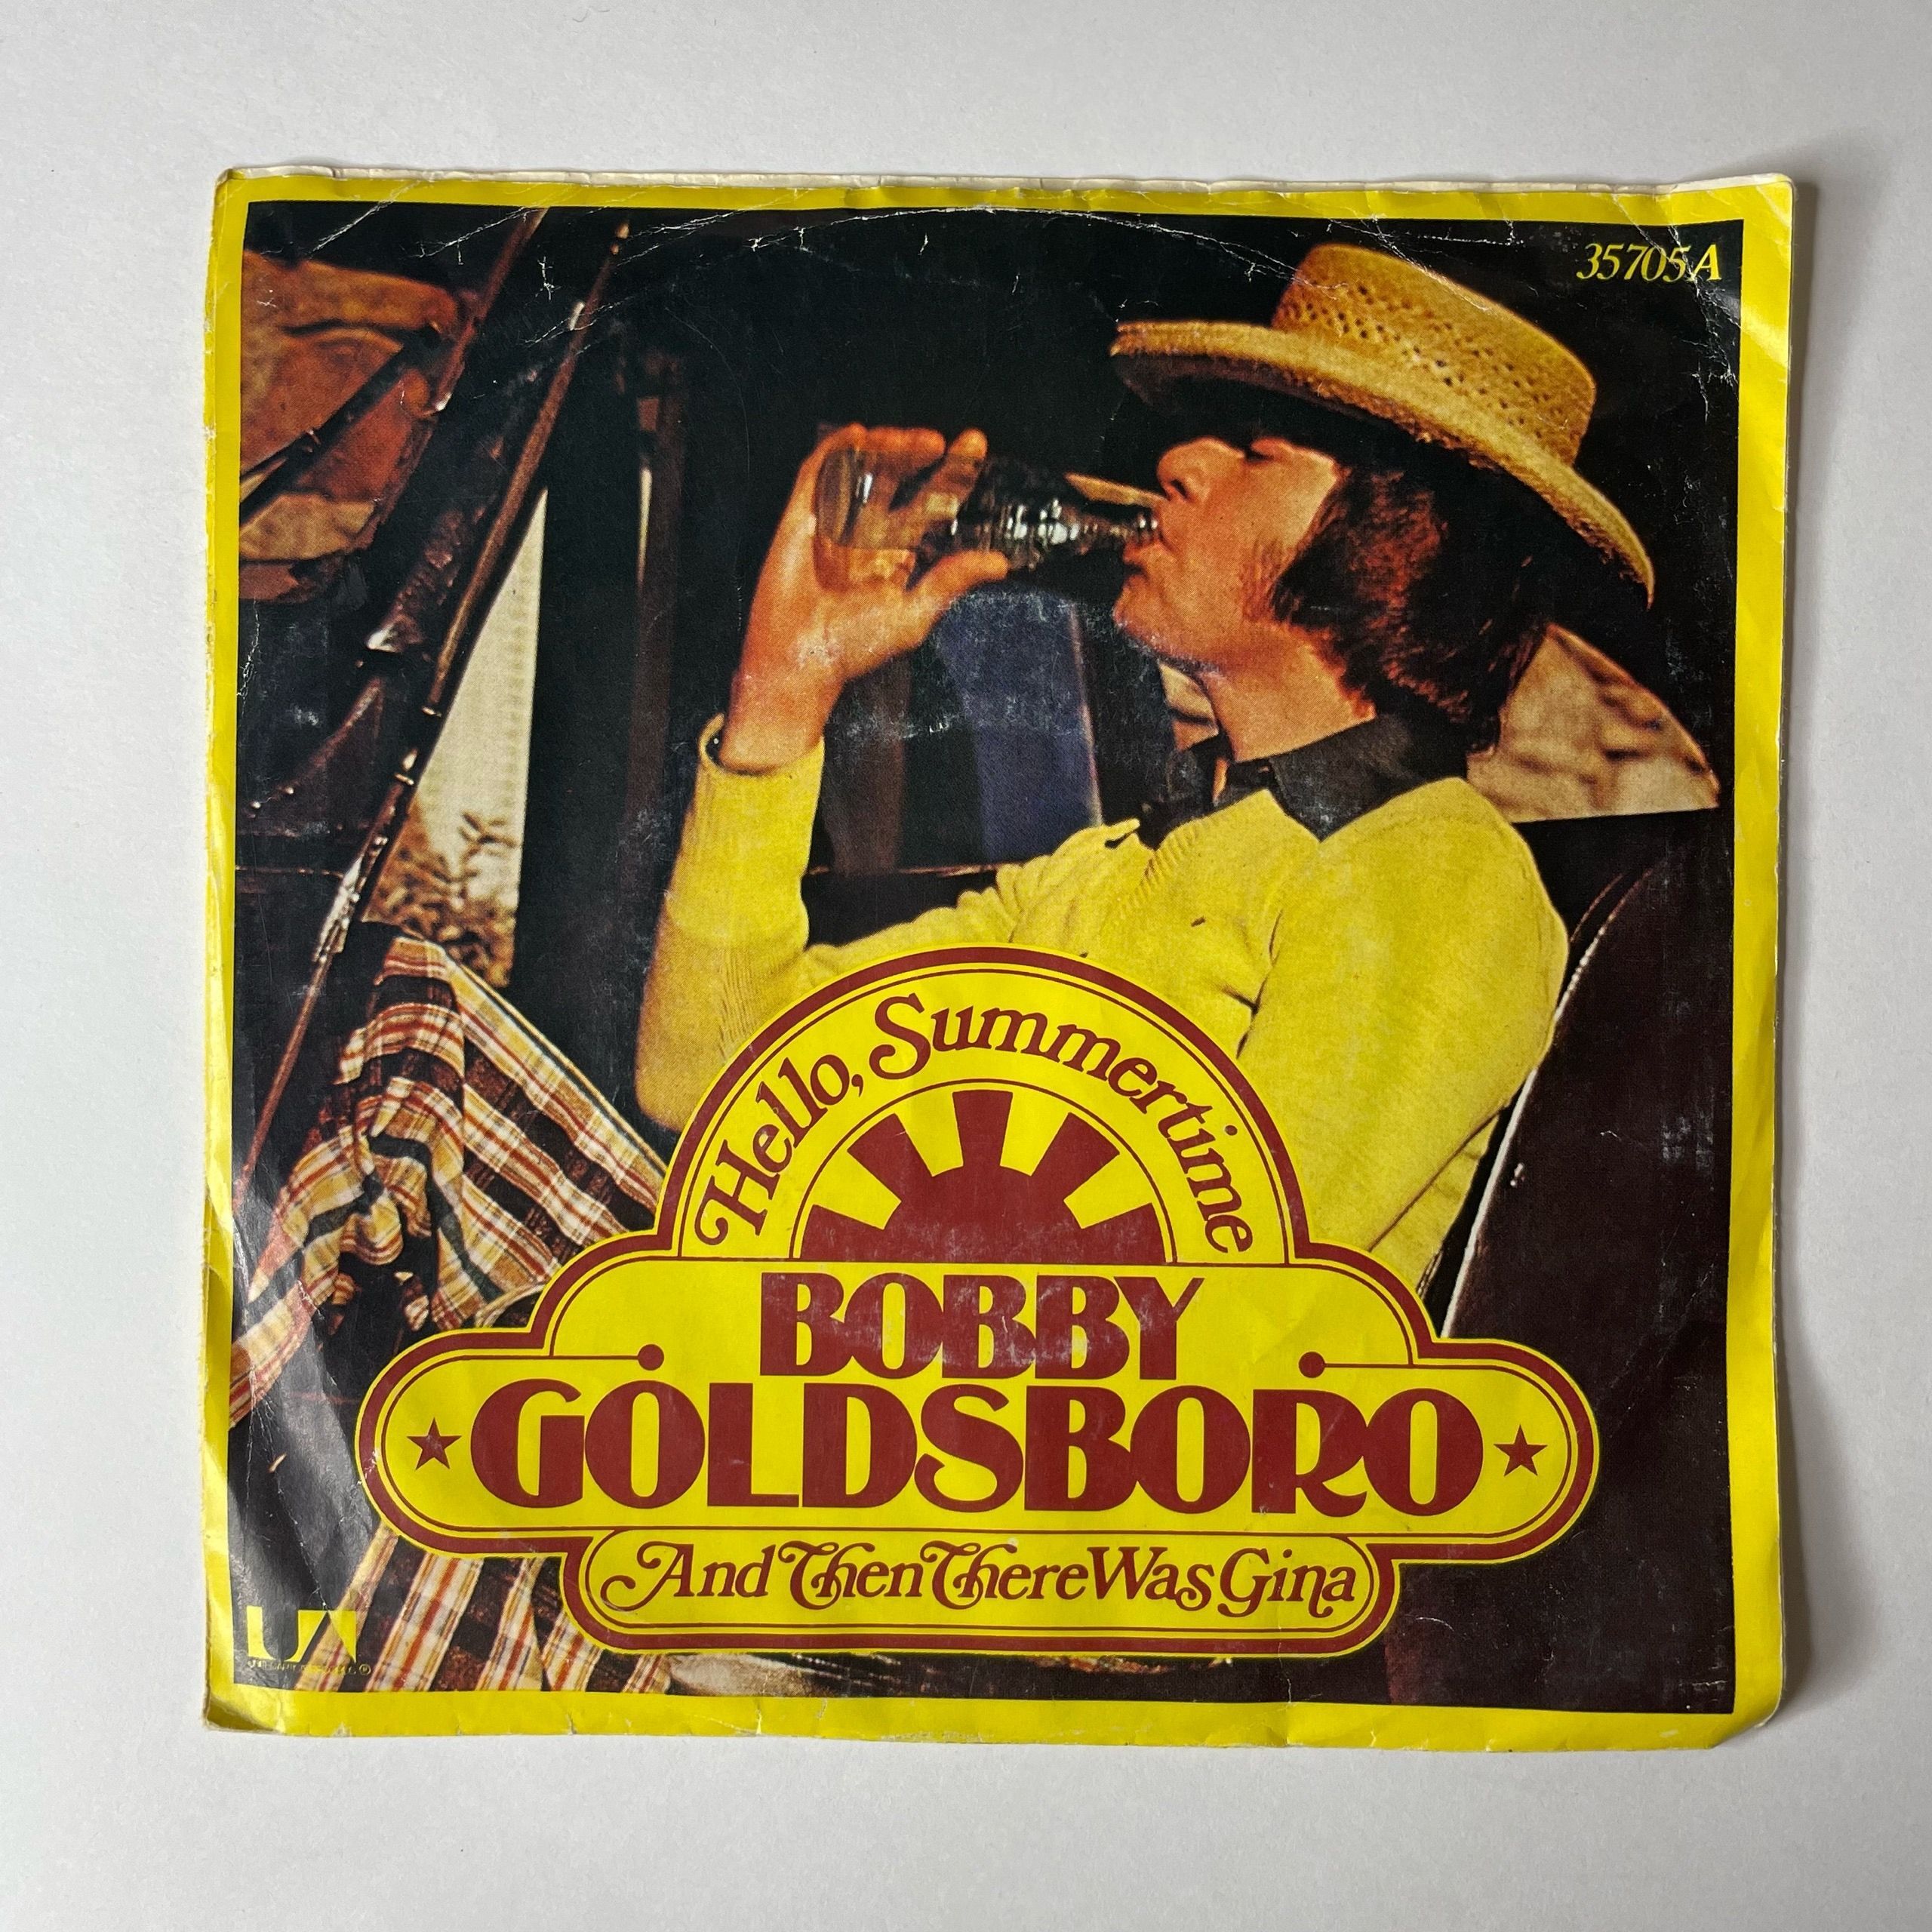 35705 A
Hello, Summertime
BOBBY
GOLDSBORO
And Then There Was Gina
UA